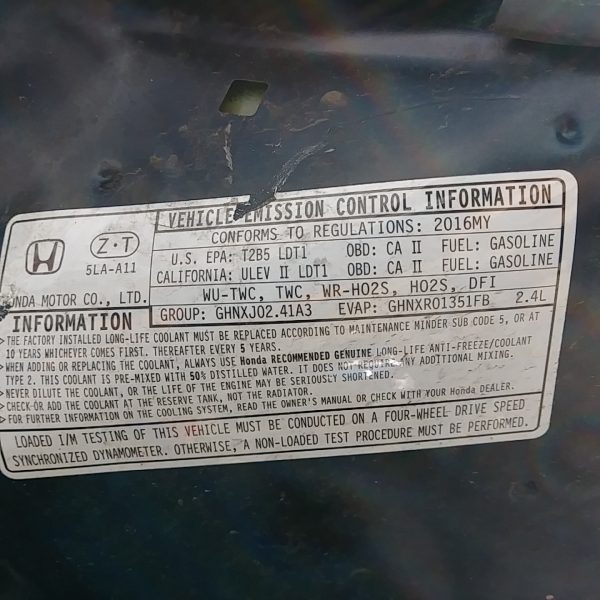 VEHICLE EMISSION CONTROL INFORMATION
CONFORMS TO REGULATIONS: 2016MY
Z·T
5LA-A11
U.S. EPA: T2B5 LDT1 OBD: CA II FUEL: GASOLINE
CALIFORNIA: ULEV II LDT1 OBD: CA II FUEL: GASOLINE
HONDA MOTOR CO., LTD.
WU-TWC, TWC, WR-HO2S, HO2S, DFI
GROUP: GHNXJ02.41A3 EVAP: GHNXR01351FB 2.4L
INFORMATION
>THE FACTORY INSTALLED LONG-LIFE COOLANT MUST BE REPLACED ACCORDING TO MAINTENANCE MINDER SUB CODE 5, OR AT
10 YEARS WHICHEVER COMES FIRST. THEREAFTER EVERY 5 YEARS.
>WHEN ADDING OR REPLACING THE COOLANT, ALWAYS USE Honda RECOMMENDED GENUINE LONG-LIFE ANTI-FREEZE/COOLANT
TYPE 2. THIS COOLANT IS PRE-MIXED WITH 50% DISTILLED WATER. IT DOES NOT REQUIRE ANY ADDITIONAL MIXING.
>NEVER DILUTE THE COOLANT, OR THE LIFE OF THE ENGINE MAY BE SERIOUSLY SHORTENED.
>CHECK OR ADD THE COOLANT AT THE RESERVE TANK, NOT THE RADIATOR.
>FOR FURTHER INFORMATION ON THE COOLING SYSTEM, READ THE OWNER'S MANUAL OR CHECK WITH YOUR Honda DEALER.
LOADED I/M TESTING OF THIS VEHICLE MUST BE CONDUCTED ON A FOUR-WHEEL DRIVE SPEED
SYNCHRONIZED DYNAMOMETER. OTHERWISE, A NON-LOADED TEST PROCEDURE MUST BE PERFORMED.